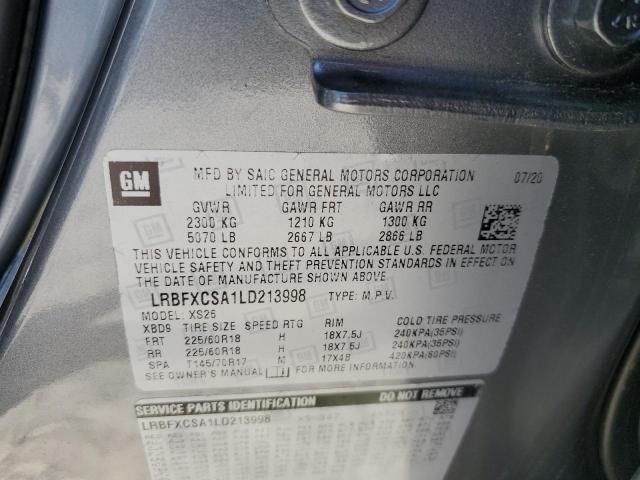 GM
MFD BY SAIC GENERAL MOTORS CORPORATION 07/20
LIMITED FOR GENERAL MOTORS LLC
GVWR GAWR FRT GAWR RR
2300 KG 1210 KG 1300 KG
5070 LB 2667 LB 2866 LB
THIS VEHICLE CONFORMS TO ALL APPLICABLE U.S. FEDERAL MOTOR
VEHICLE SAFETY AND THEFT PREVENTION STANDARDS IN EFFECT ON
THE DATE OF MANUFACTURE SHOWN ABOVE.
LRBFXCSA1LD213998 TYPE: M.P.V.
MODEL: XS26
XBD9 TIRE SIZE SPEED RTG RIM COLD TIRE PRESSURE
FRT 225/60R18 H 18X7.5J 240KPA(35PSI)
RR 225/60R18 H 18X7.5J 240KPA(35PSI)
SPA T145/70R17 M 17X4B 420KPA(60PSI)
SEE OWNER'S MANUAL FOR MORE INFORMATION.
SERVICE PARTS IDENTIFICATION DO NOT REMOVE
LRBFXCSA1LD213998